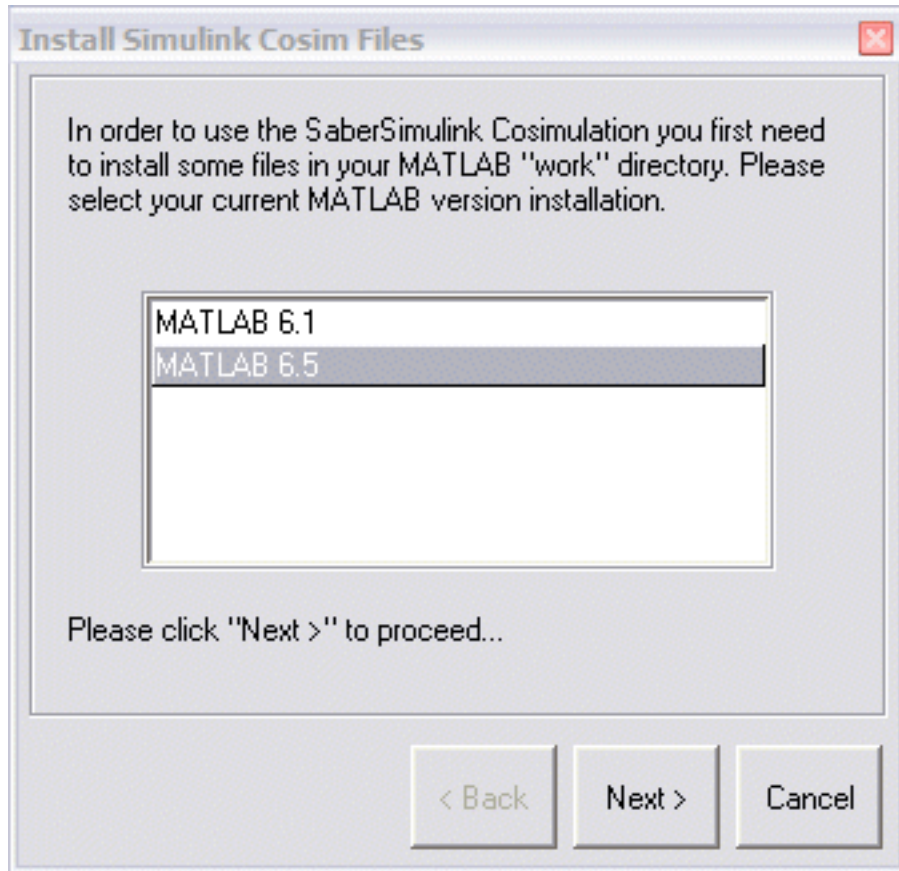 Install Simulink Cosim Files
In order to use the SaberSimulink Cosimulation you first need
to install some files in your MATLAB "work" directory. Please
select your current MATLAB version installation.
MATLAB 6.1
MATLAB 6.5
Please click "Next >" to proceed...
< Back
Next >
Cancel